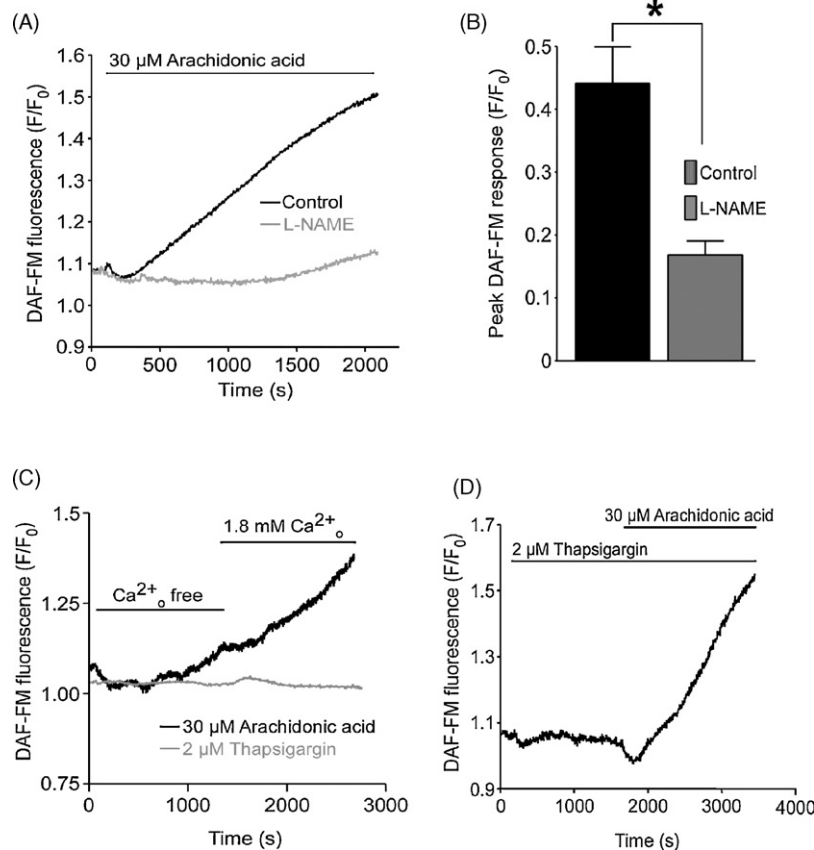 (A)
30 µM Arachidonic acid
DAF-FM fluorescence (F/F₀)
1.6
1.5
1.4
1.3
1.2
1.1
1.0
0.9
Control
L-NAME
0
500
1000
1500
2000
Time (s)
(B)
*
Peak DAF-FM response (F/F₀)
0.5
0.4
0.3
0.2
0.1
0
Control
L-NAME
(C)
DAF-FM fluorescence (F/F₀)
1.5
1.25
1.00
0.75
Ca²⁺ₒ free
1.8 mM Ca²⁺ₒ
30 µM Arachidonic acid
2 µM Thapsigargin
0
1000
2000
3000
Time (s)
(D)
30 µM Arachidonic acid
2 µM Thapsigargin
DAF-FM fluorescence (F/F₀)
1.7
1.5
1.3
1.1
0.9
0
1000
2000
3000
4000
Time (s)